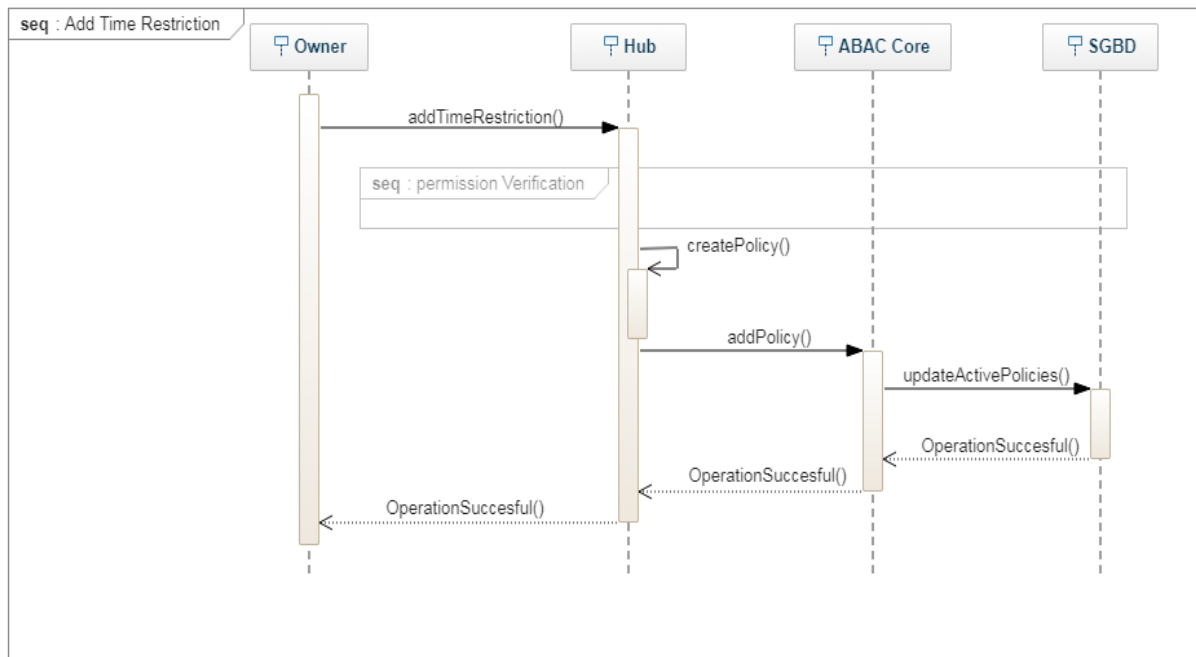 seq : Add Time Restriction
Owner
Hub
ABAC Core
SGBD
addTimeRestriction()
seq : permission Verification
createPolicy()
addPolicy()
updateActivePolicies()
OperationSuccesful()
OperationSuccesful()
OperationSuccesful()